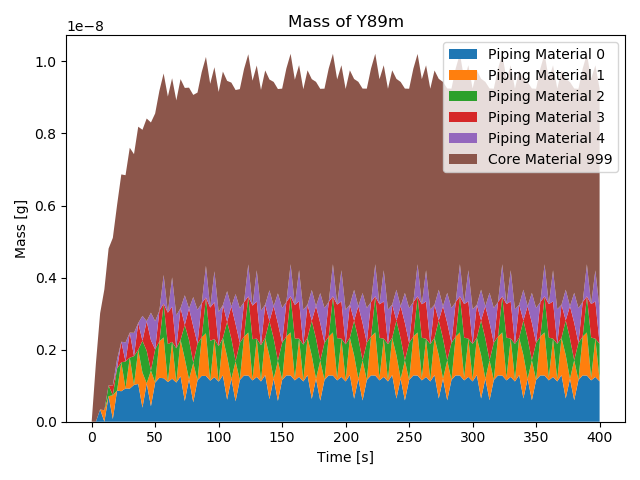 Mass of Y89m
1e−8
Mass [g]
1.0
0.8
0.6
0.4
0.2
0.0
0
50
100
150
200
250
300
350
400
Time [s]
Piping Material 0
Piping Material 1
Piping Material 2
Piping Material 3
Piping Material 4
Core Material 999